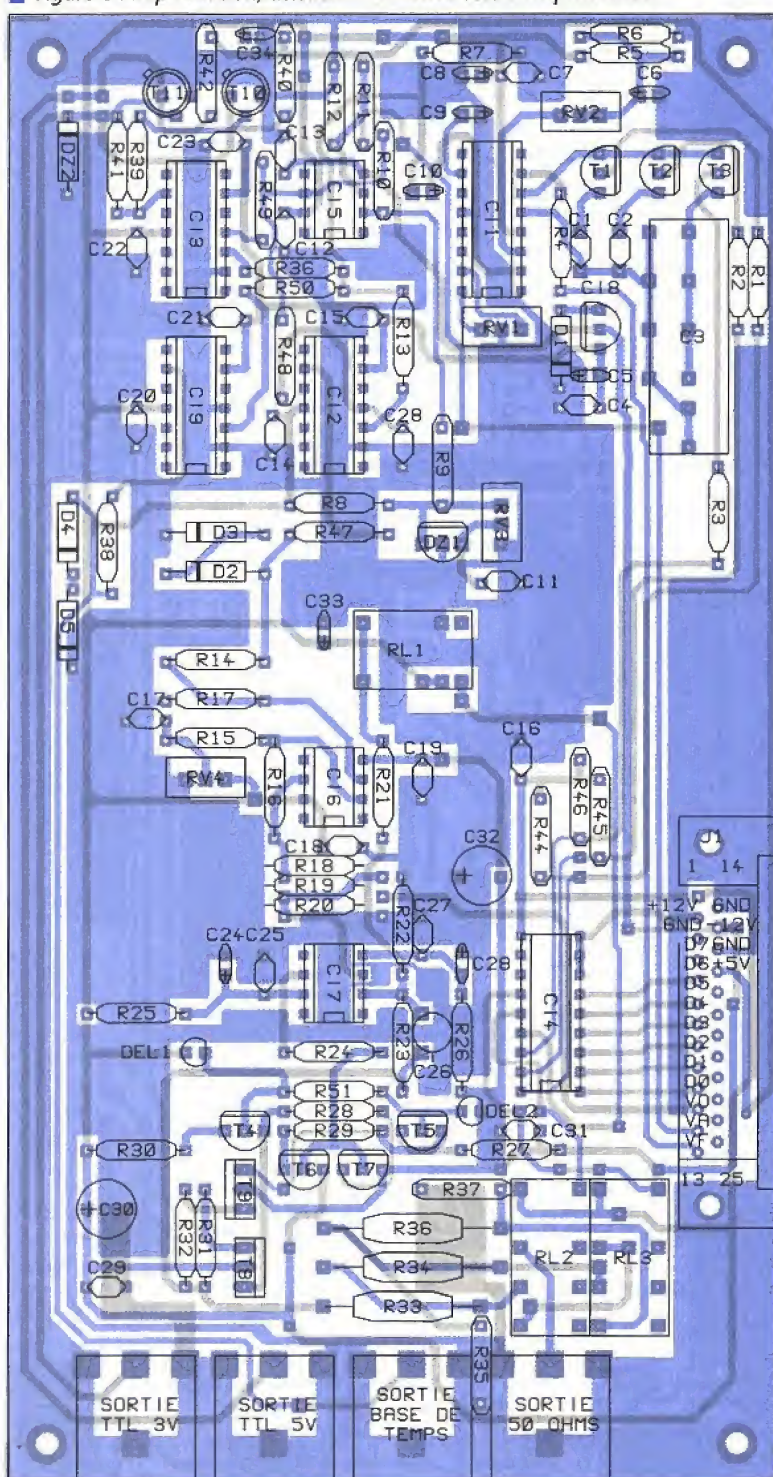 R6
R7
R5
C34
R42
R40
C8
C7
C6
T11
T10
R12
R11
C9
RV2
C23
C13
DZ2
R41
R39
R10
T1
T2
T3
R49
CI5
C10
CI1
CI3
C12
R4
C1
C2
C22
R36
R2
R1
R50
CI8
C21
C15
R13
RV1
D1
C3
R48
C5
C20
CI9
CI2
C28
C4
C14
R9
R8
RV3
R3
D4
R38
D3
R47
DZ1
D2
C11
D5
C33
RL1
R14
R17
C17
R15
C16
RV4
R16
CI6
R21
C19
R46
R45
R44
C18
C32
J1
R18
1 14
R19
R20
R22
C27
+12V GND
GND-12V
C24
C25
D7GND
D6+5V
CI7
C28
CI4
D5
D3
R25
R23
R26
D2
DEL1
R24
C26
D1
R51
D0
R28
DEL2
VO
T4
R29
T5
C31
R30
R27
T6
T7
T9
R37
13 25
C30
R32
R31
R36
RL2
RL3
T8
R34
C29
R33
R35
SORTIE
TTL 3V
SORTIE
TTL 5V
SORTIE
BASE DE
TEMPS
SORTIE
50 OHMS